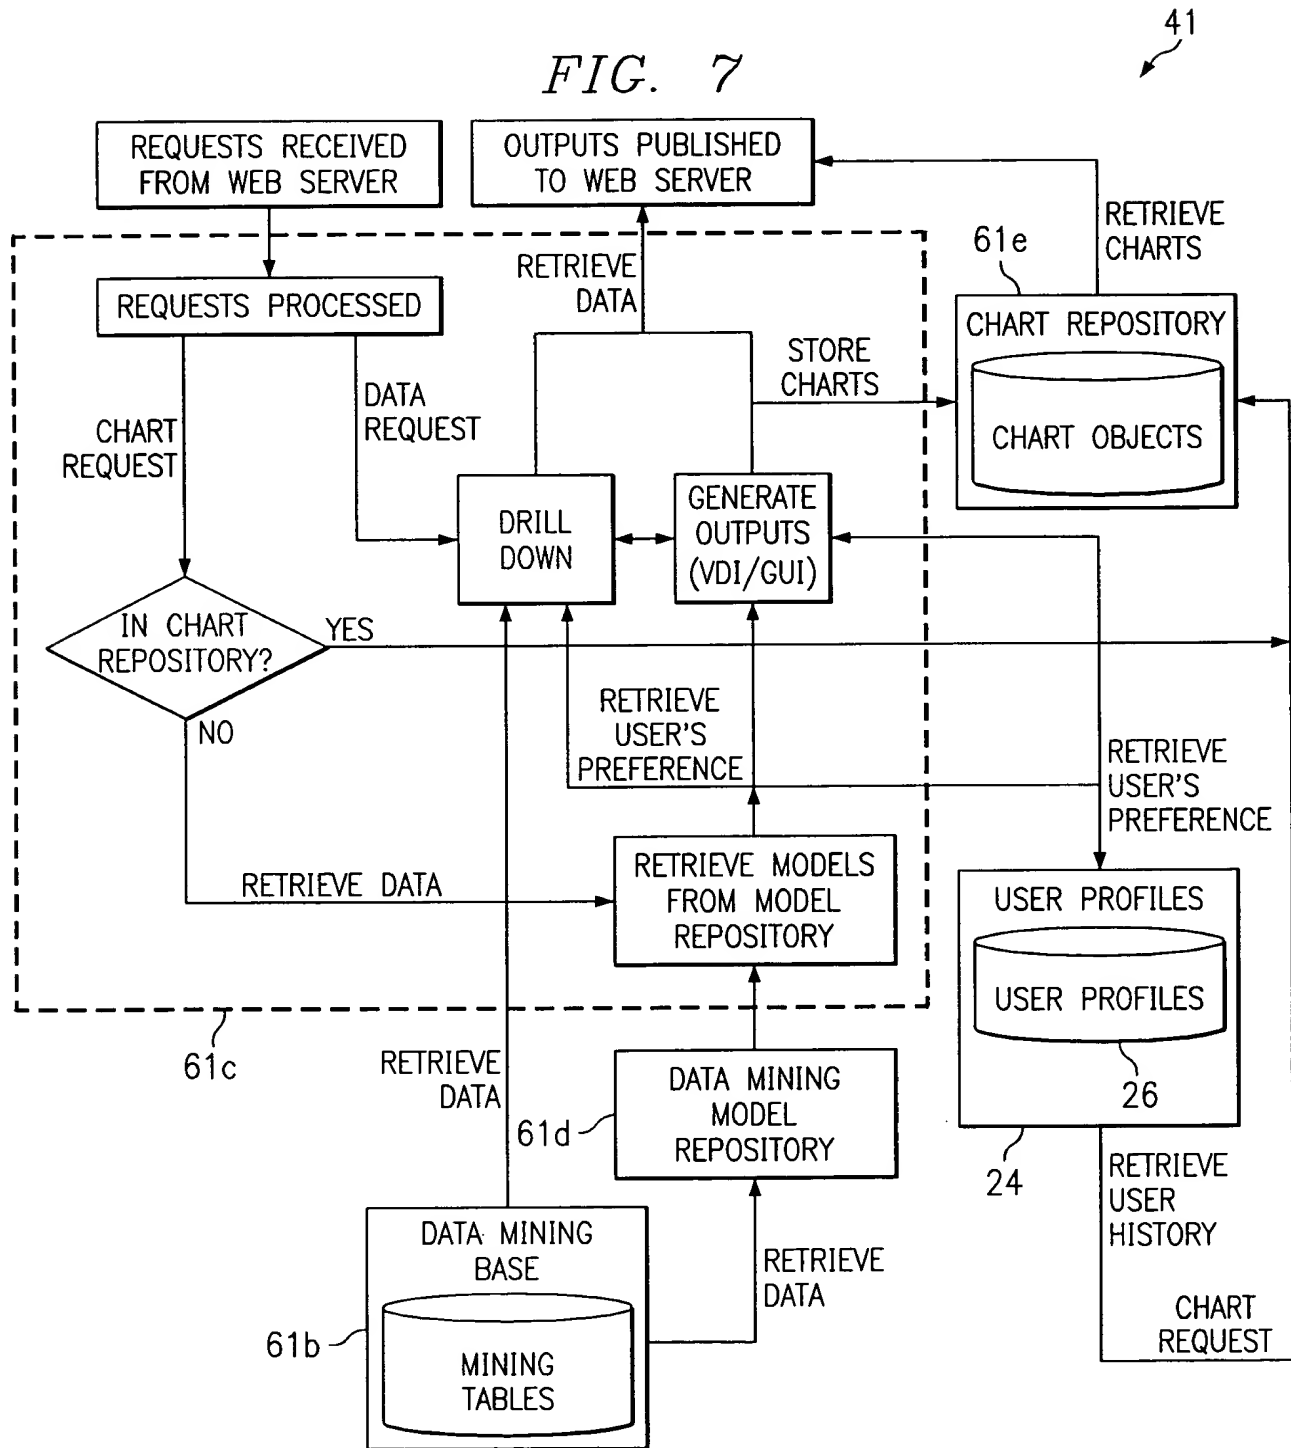 41
FIG. 7
REQUESTS RECEIVED
FROM WEB SERVER
OUTPUTS PUBLISHED
TO WEB SERVER
RETRIEVE
CHARTS
61e
RETRIEVE
DATA
REQUESTS PROCESSED
CHART REPOSITORY
CHART OBJECTS
STORE
CHARTS
DATA
REQUEST
CHART
REQUEST
DRILL
DOWN
GENERATE
OUTPUTS
(VDI/GUI)
IN CHART
REPOSITORY?
YES
NO
RETRIEVE
USER'S
PREFERENCE
RETRIEVE
USER'S
PREFERENCE
RETRIEVE DATA
RETRIEVE MODELS
FROM MODEL
REPOSITORY
USER PROFILES
USER PROFILES
26
24
61c
RETRIEVE
DATA
61d
DATA MINING
MODEL
REPOSITORY
RETRIEVE
USER
HISTORY
DATA MINING
BASE
RETRIEVE
DATA
61b
MINING
TABLES
CHART
REQUEST